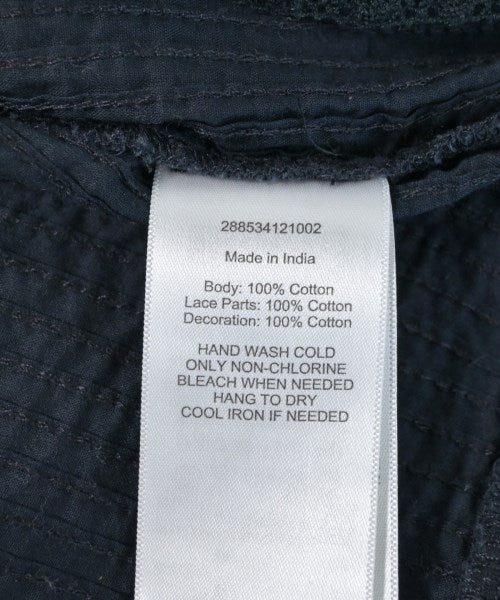 288534121002
Made in India
Body: 100% Cotton
Lace Parts: 100% Cotton
Decoration: 100% Cotton
HAND WASH COLD
ONLY NON-CHLORINE
BLEACH WHEN NEEDED
HANG TO DRY
COOL IRON IF NEEDED